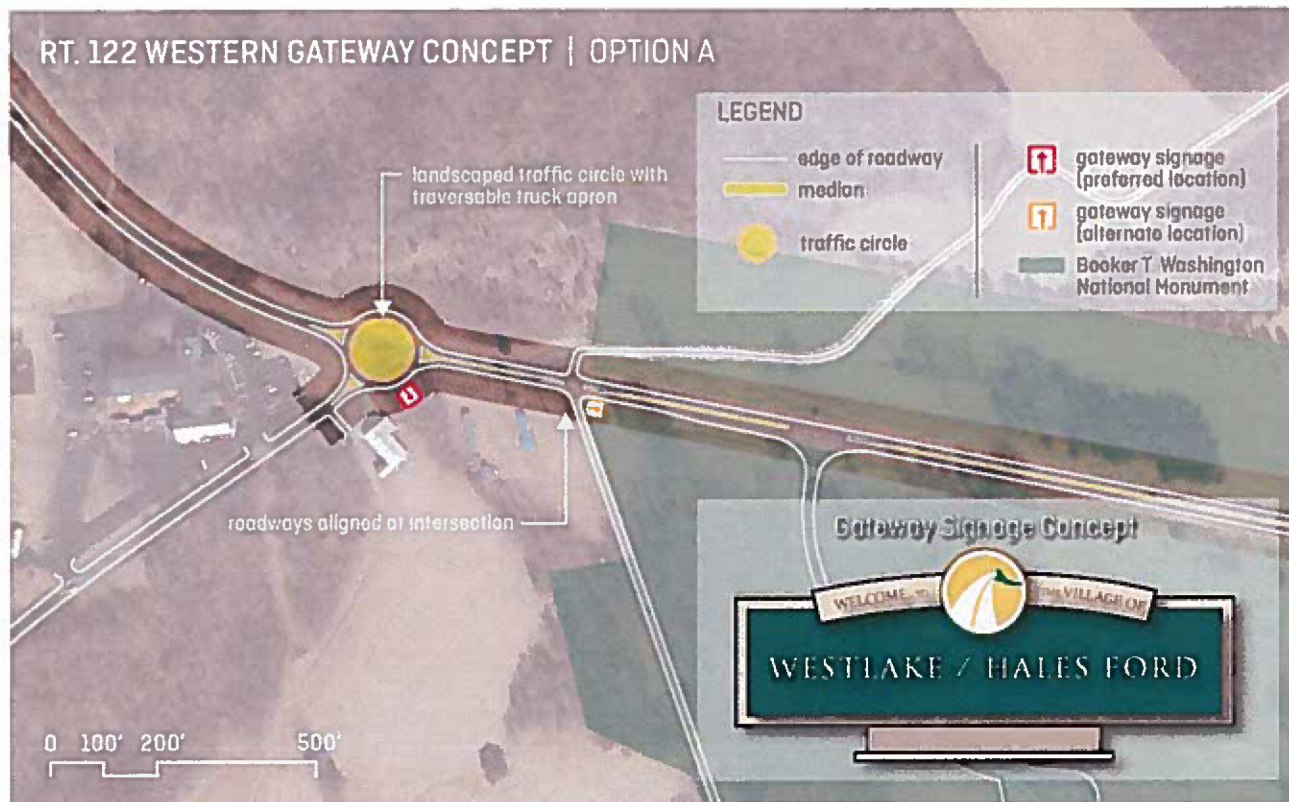 RT. 122 WESTERN GATEWAY CONCEPT | OPTION A
LEGEND
edge of roadway
median
traffic circle
gateway signage
(preferred location)
gateway signage
(alternate location)
Booker T. Washington
National Monument
landscaped traffic circle with
traversable truck apron
roadways aligned at intersection
Gateway Signage Concept
WELCOME TO
THE VILLAGE OF
WESTLAKE / HALES FORD
0 100' 200' 500'